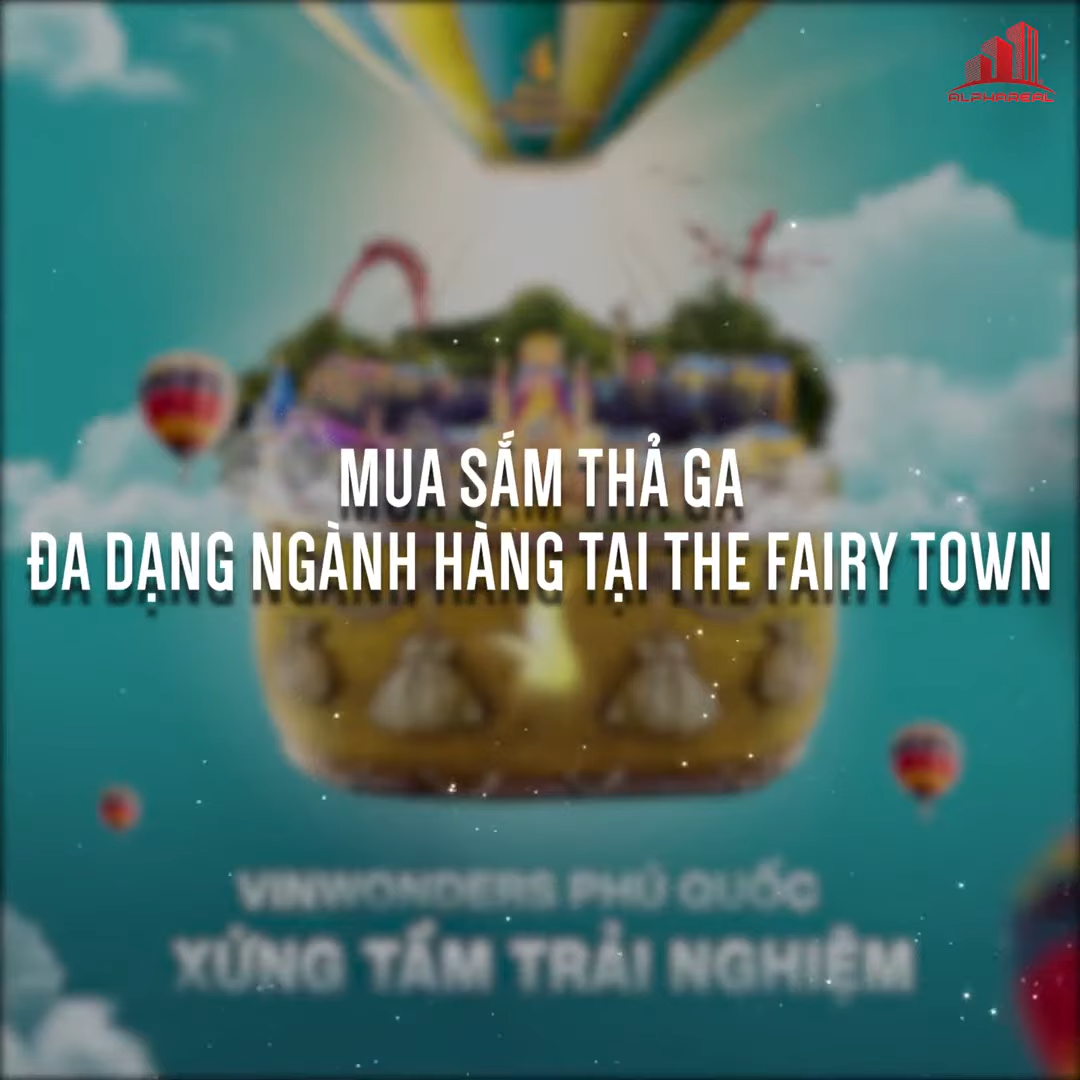 ALPHAREAL
MUA SẮM THẢ GA
ĐA DẠNG NGÀNH HÀNG TẠI THE FAIRY TOWN
VINWONDERS PHÚ QUỐC
XỨNG TẦM TRẢI NGHIỆM